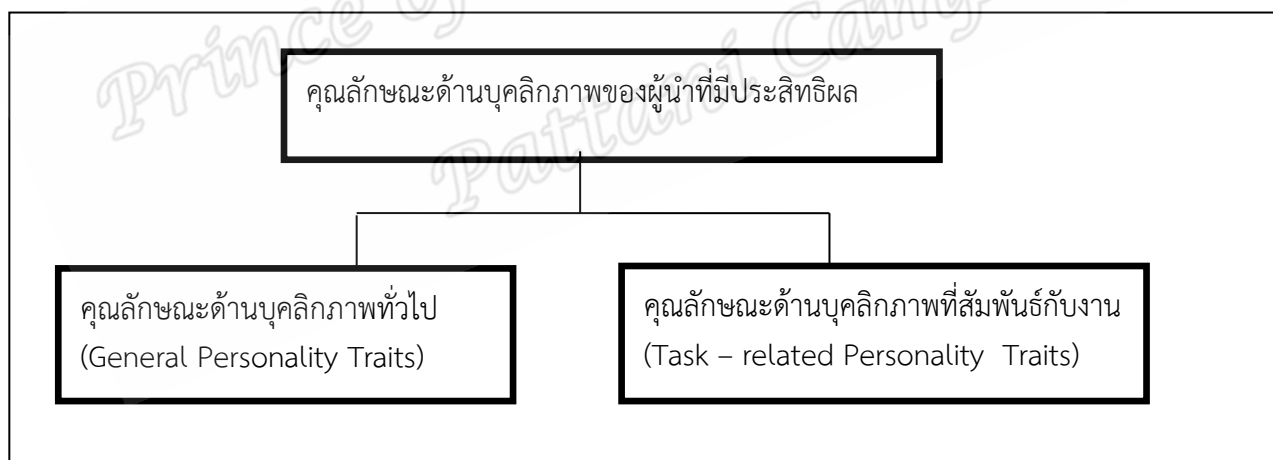 Prince of
Pattani Camp
คุณลักษณะด้านบุคลิกภาพของผู้นำที่มีประสิทธิผล
คุณลักษณะด้านบุคลิกภาพทั่วไป
(General Personality Traits)
คุณลักษณะด้านบุคลิกภาพที่สัมพันธ์กับงาน
(Task – related Personality Traits)